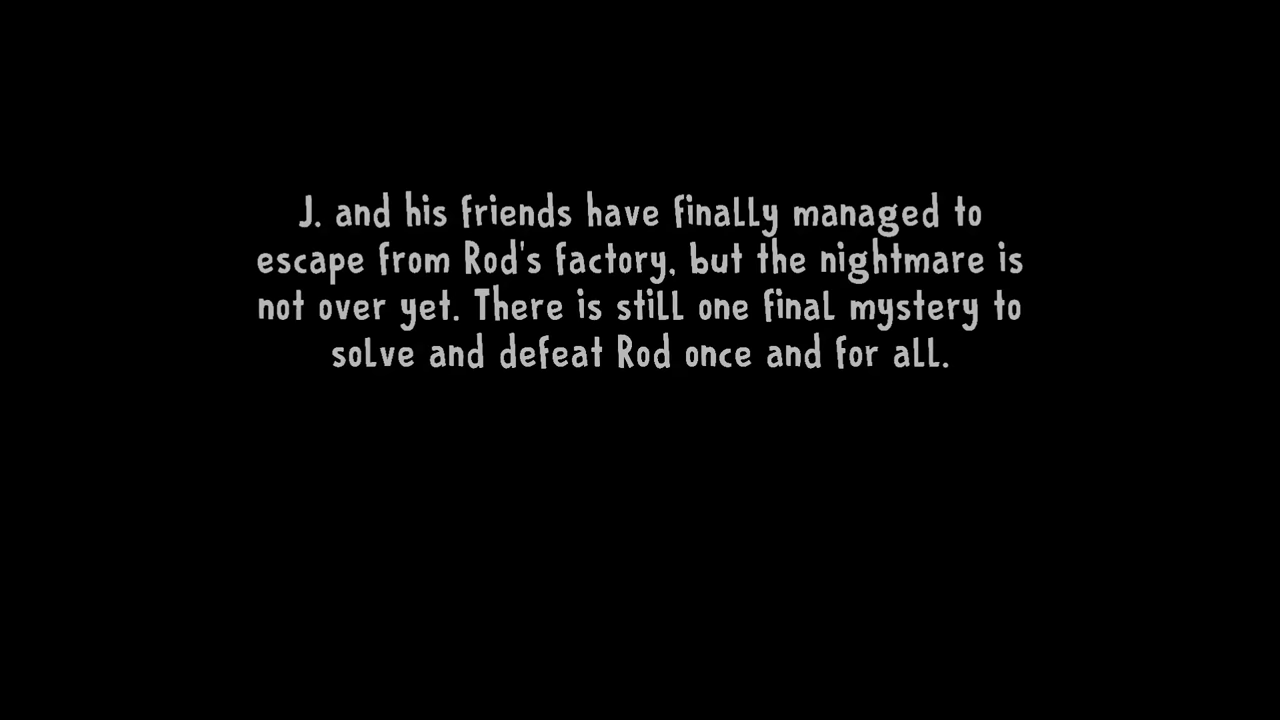 J. and his friends have finally managed to
escape from Rod's factory, but the nightmare is
not over yet. There is still one final mystery to
solve and defeat Rod once and for all.